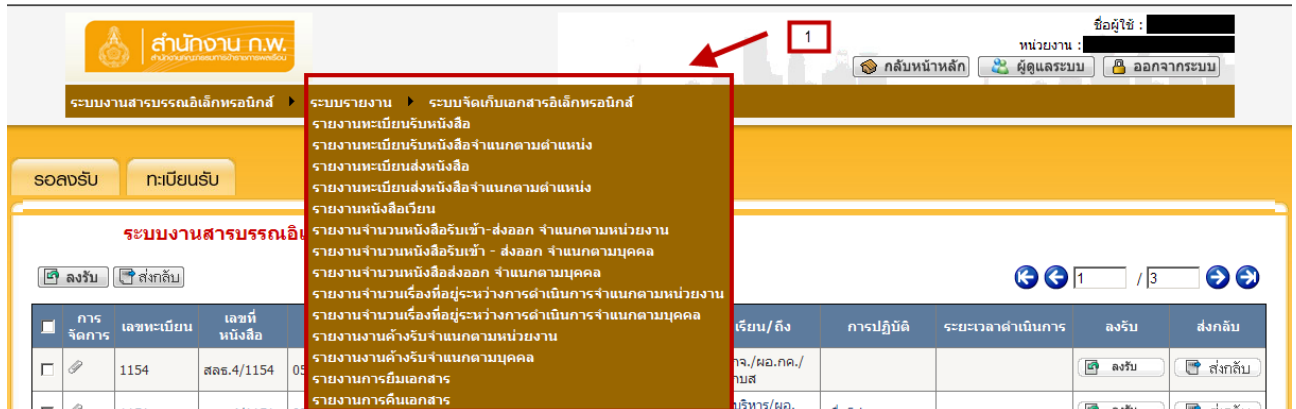 ชื่อผู้ใช้ :
1
สำนักงาน ก.พ.
หน่วยงาน :
กลับหน้าหลัก ผู้ดูแลระบบ ออกจากระบบ
ระบบงานสารบรรณอิเล็กทรอนิกส์ ระบบรายงาน ระบบจัดเก็บเอกสารอิเล็กทรอนิกส์
รายงานทะเบียนรับหนังสือ
รายงานทะเบียนรับหนังสือจำแนกตามตำแหน่ง
รายงานทะเบียนส่งหนังสือ
รายงานทะเบียนส่งหนังสือจำแนกตามตำแหน่ง
รายงานหนังสือเวียน
รายงานจำนวนหนังสือรับเข้า-ส่งออก จำแนกตามหน่วยงาน
รายงานจำนวนหนังสือรับเข้า - ส่งออก จำแนกตามบุคคล
รายงานจำนวนหนังสือส่งออก จำแนกตามบุคคล
รายงานจำนวนเรื่องที่อยู่ระหว่างการดำเนินการจำแนกตามหน่วยงาน
รายงานจำนวนเรื่องที่อยู่ระหว่างการดำเนินการจำแนกตามบุคคล
รายงานงานค้างรับจำแนกตามหน่วยงาน
รายงานงานค้างรับจำแนกตามบุคคล
รายงานการยืมเอกสาร
รายงานการคืนเอกสาร
รอลงรับ ทะเบียนรับ
ระบบงานสารบรรณอิเ
ลงรับ ส่งกลับ 1 / 3
การจัดการ เลขทะเบียน เลขที่หนังสือ เรียน/ถึง การปฏิบัติ ระยะเวลาดำเนินการ ลงรับ ส่งกลับ
1154 สลธ.4/1154 05 กจ./ผอ.กค./ ลงรับ ส่งกลับ